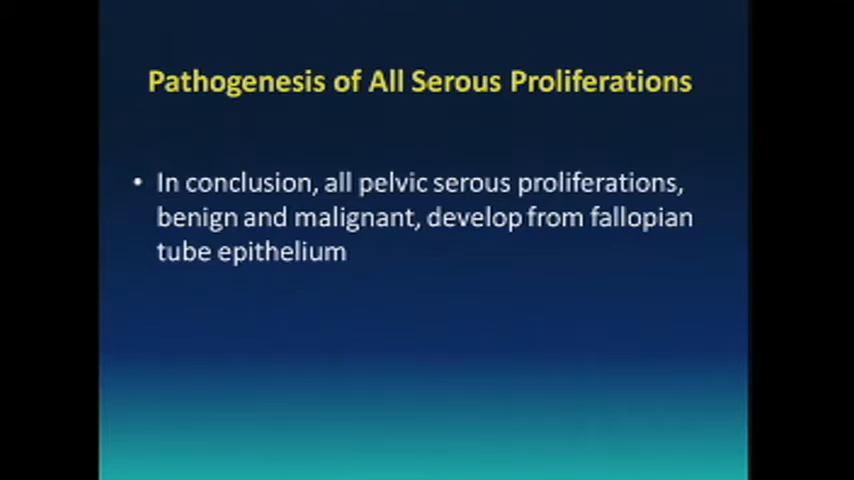 Pathogenesis of All Serous Proliferations
• In conclusion, all pelvic serous proliferations,
benign and malignant, develop from fallopian
tube epithelium